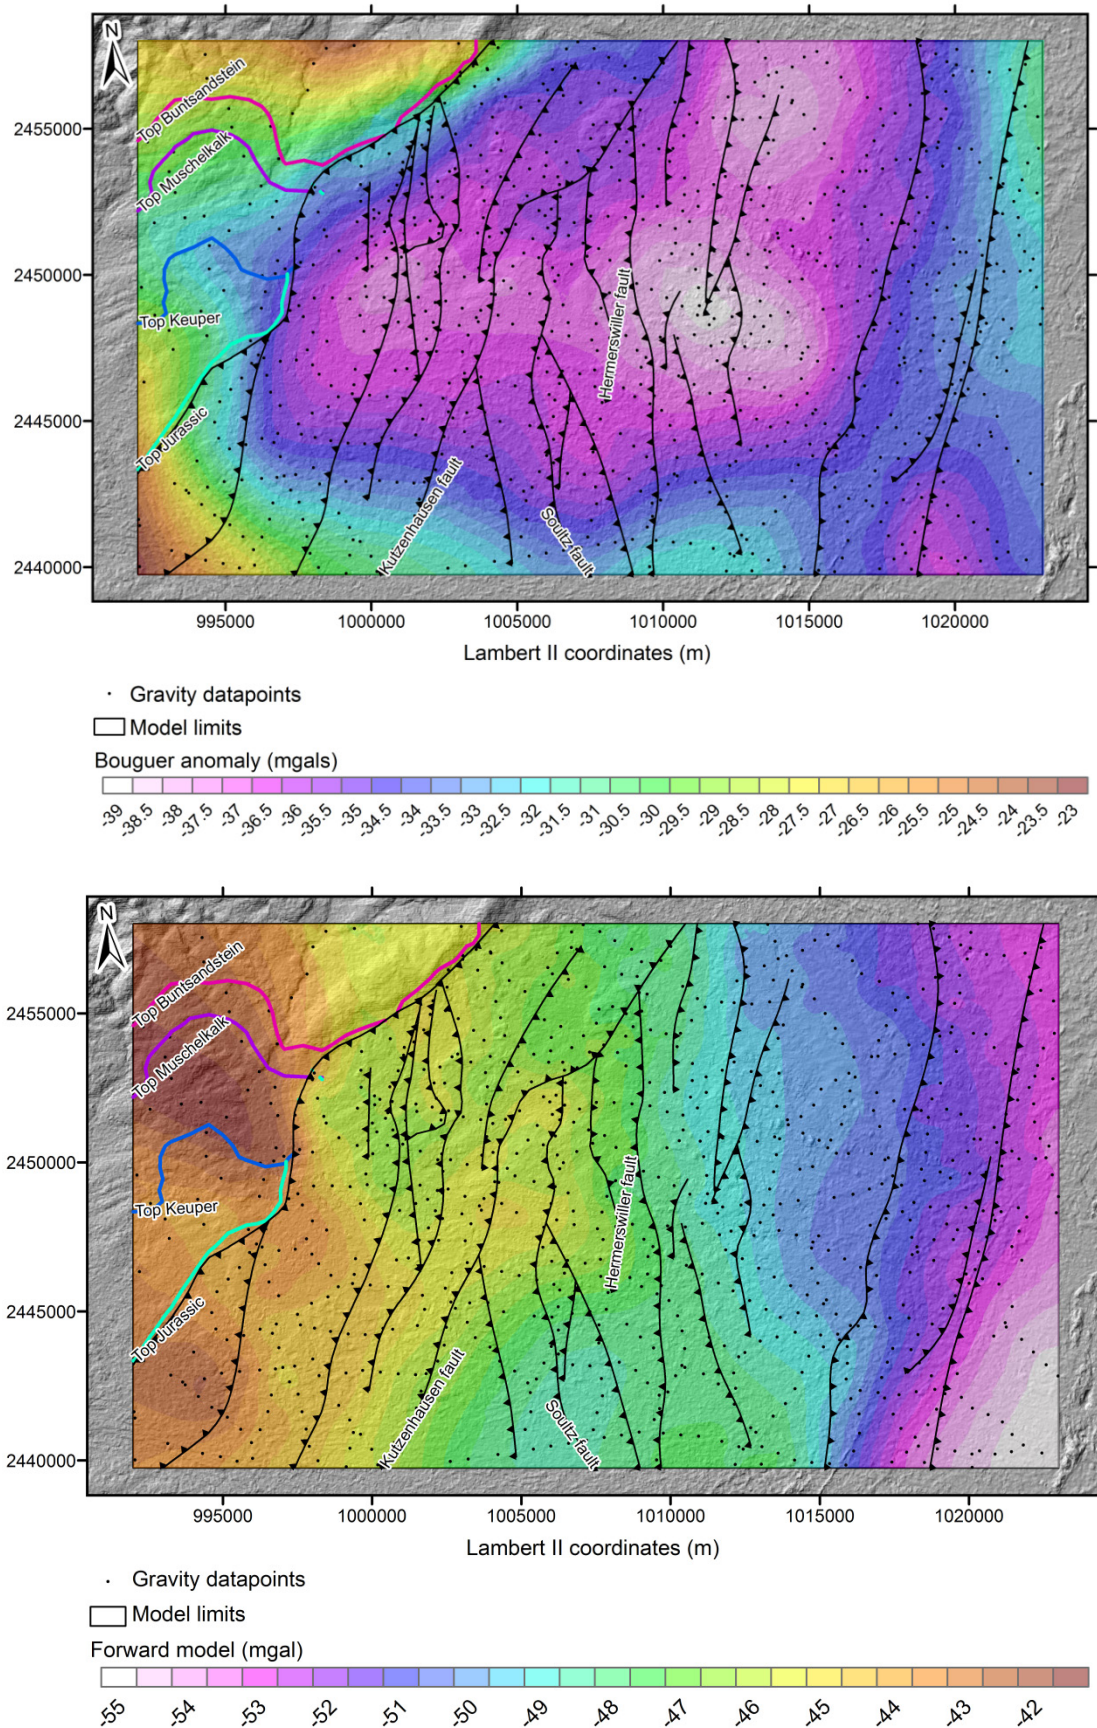 N
Top Buntsandstein
Top Muschelkalk
Top Keuper
Top Jurassic
Kutzenhausen fault
Soultz fault
Hermerswiller fault
2455000
2450000
2445000
2440000
995000 1000000 1005000 1010000 1015000 1020000
Lambert II coordinates (m)
Gravity datapoints
Model limits
Bouguer anomaly (mgals)
-39 -38.5 -38 -37.5 -37 -36.5 -36 -35.5 -35 -34.5 -34 -33.5 -33 -32.5 -32 -31.5 -31 -30.5 -30 -29.5 -29 -28.5 -28 -27.5 -27 -26.5 -26 -25.5 -25 -24.5 -24 -23.5 -23
N
Top Buntsandstein
Top Muschelkalk
Top Keuper
Top Jurassic
Kutzenhausen fault
Soultz fault
Hermerswiller fault
2455000
2450000
2445000
2440000
995000 1000000 1005000 1010000 1015000 1020000
Lambert II coordinates (m)
Gravity datapoints
Model limits
Forward model (mgal)
-55 -54 -53 -52 -51 -50 -49 -48 -47 -46 -45 -44 -43 -42